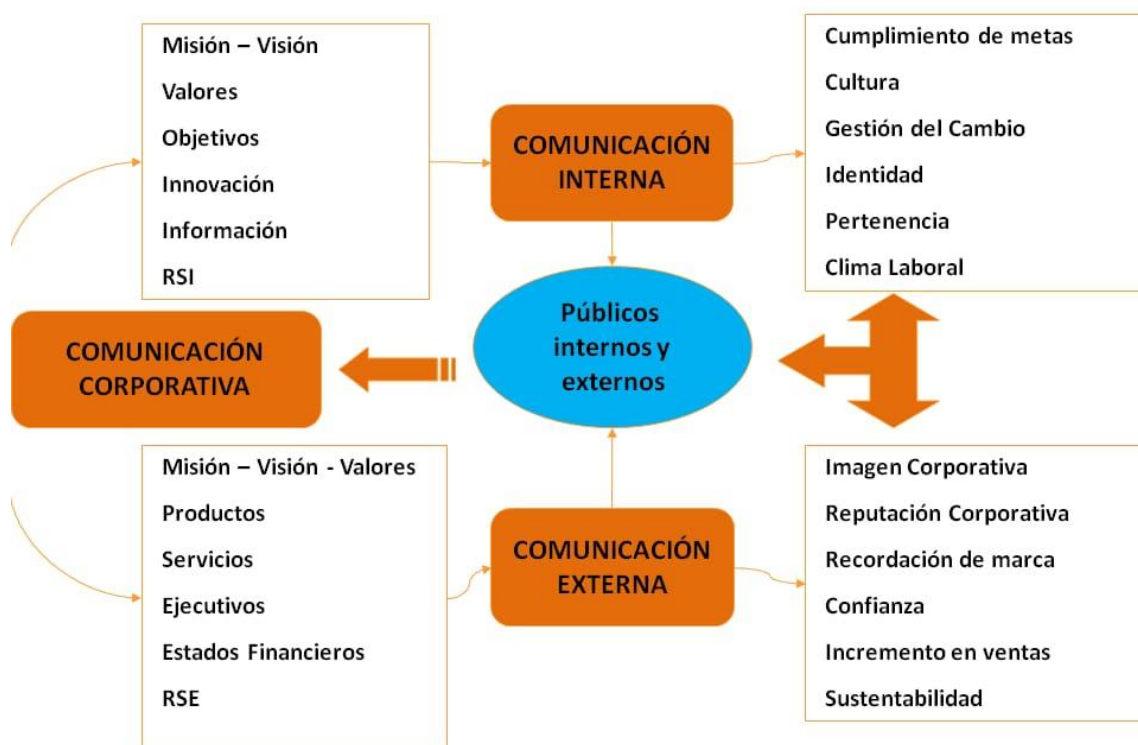 Misión – Visión
Valores
Objetivos
Innovación
Información
RSI
COMUNICACIÓN
INTERNA
Cumplimiento de metas
Cultura
Gestión del Cambio
Identidad
Pertenencia
Clima Laboral
COMUNICACIÓN
CORPORATIVA
Públicos
internos y
externos
Misión – Visión - Valores
Productos
Servicios
Ejecutivos
Estados Financieros
RSE
COMUNICACIÓN
EXTERNA
Imagen Corporativa
Reputación Corporativa
Recordación de marca
Confianza
Incremento en ventas
Sustentabilidad